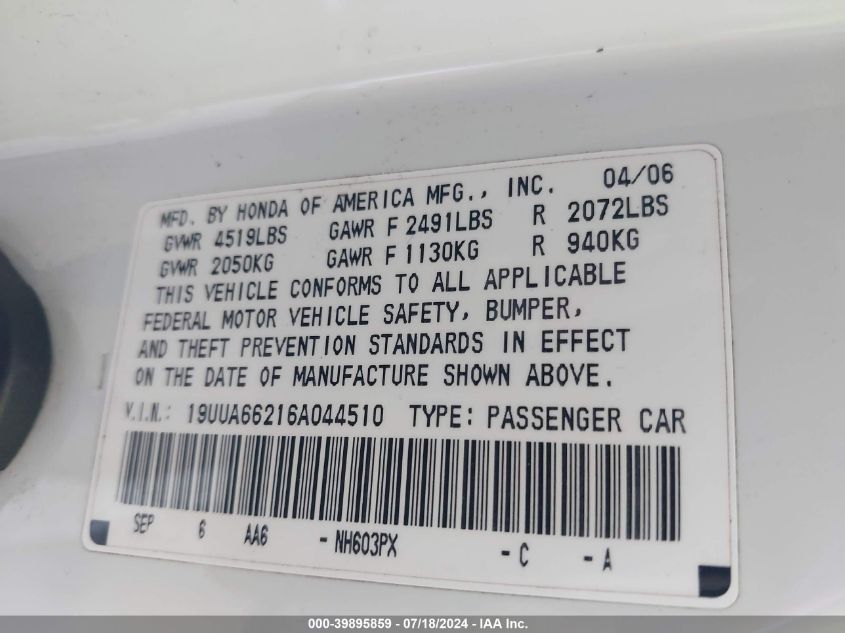 MFD. BY HONDA OF AMERICA MFG., INC. 04/06
GVWR 4519LBS GAWR F 2491LBS R 2072LBS
GVWR 2050KG GAWR F 1130KG R 940KG
THIS VEHICLE CONFORMS TO ALL APPLICABLE
FEDERAL MOTOR VEHICLE SAFETY, BUMPER,
AND THEFT PREVENTION STANDARDS IN EFFECT
ON THE DATE OF MANUFACTURE SHOWN ABOVE.
V.I.N.: 19UUA66216A044510 TYPE: PASSENGER CAR
SEP 6 AA6 - NH603PX - C - A
000-39895859 - 07/18/2024 - IAA Inc.